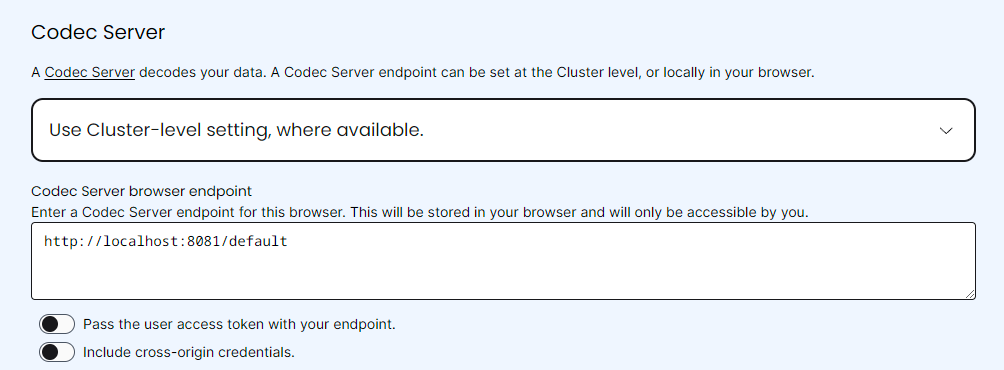 Codec Server
A Codec Server decodes your data. A Codec Server endpoint can be set at the Cluster level, or locally in your browser.
Use Cluster-level setting, where available.
Codec Server browser endpoint
Enter a Codec Server endpoint for this browser. This will be stored in your browser and will only be accessible by you.
http://localhost:8081/default
Pass the user access token with your endpoint.
Include cross-origin credentials.